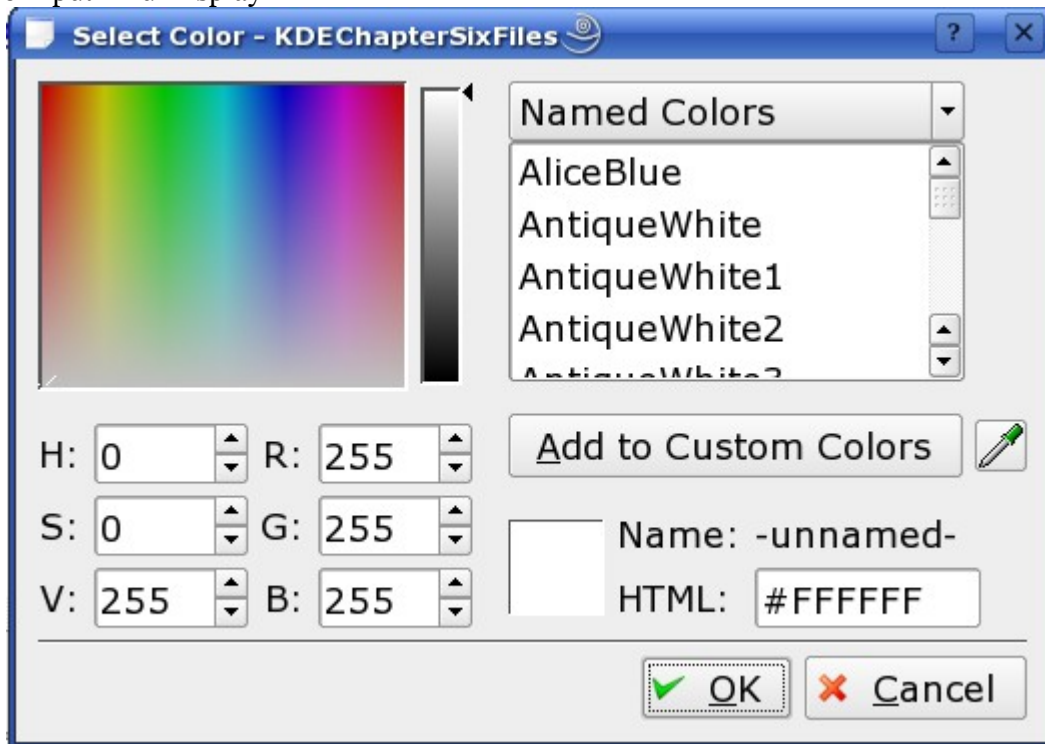 Select Color - KDEChapterSixFiles
Named Colors
AliceBlue
AntiqueWhite
AntiqueWhite1
AntiqueWhite2
H: 0 R: 255
Add to Custom Colors
S: 0 G: 255
Name: -unnamed-
V: 255 B: 255
HTML: #FFFFFF
OK Cancel